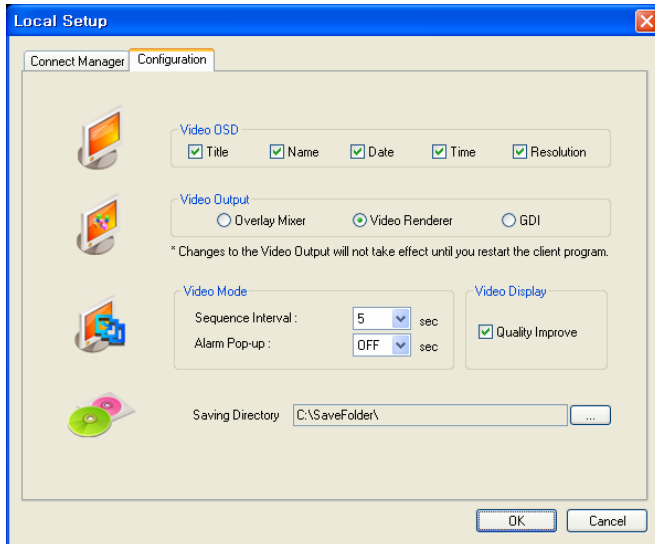 Local Setup
Connect Manager
Configuration
Video OSD
Title
Name
Date
Time
Resolution
Video Output
Overlay Mixer
Video Renderer
GDI
* Changes to the Video Output will not take effect until you restart the client program.
Video Mode
Sequence Interval :
5
sec
Alarm Pop-up :
OFF
sec
Video Display
Quality Improve
Saving Directory
C:\SaveFolder\
...
OK
Cancel